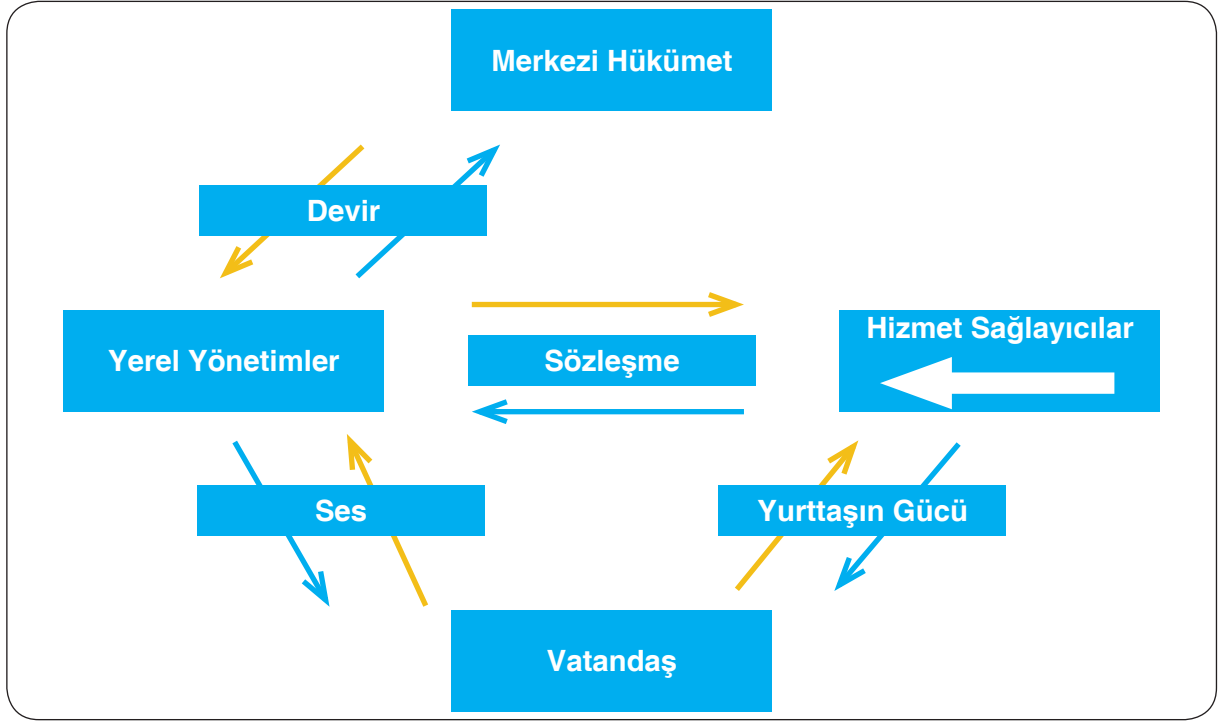 Merkezi Hükümet
Devir
Yerel Yönetimler
Sözleşme
Hizmet Sağlayıcılar
Ses
Yurttaşın Gücü
Vatandaş